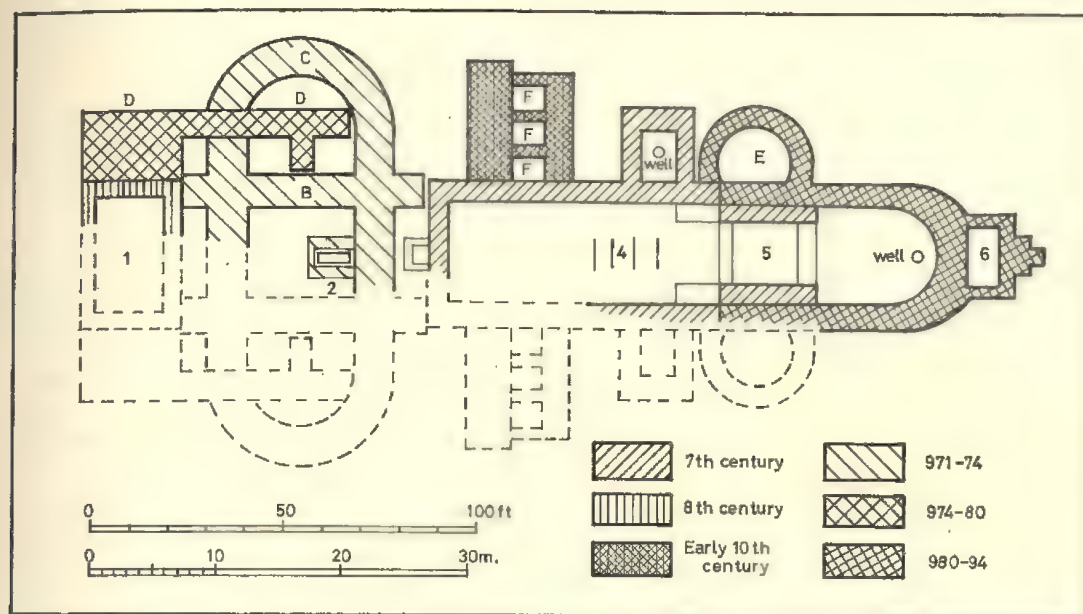 C
D
D
F
F
F
well
E
B
1
2
4
5
well
6
7th century
971–74
8th century
974–80
Early 10th
century
980–94
0 50 100 ft
0 10 20 30 m.